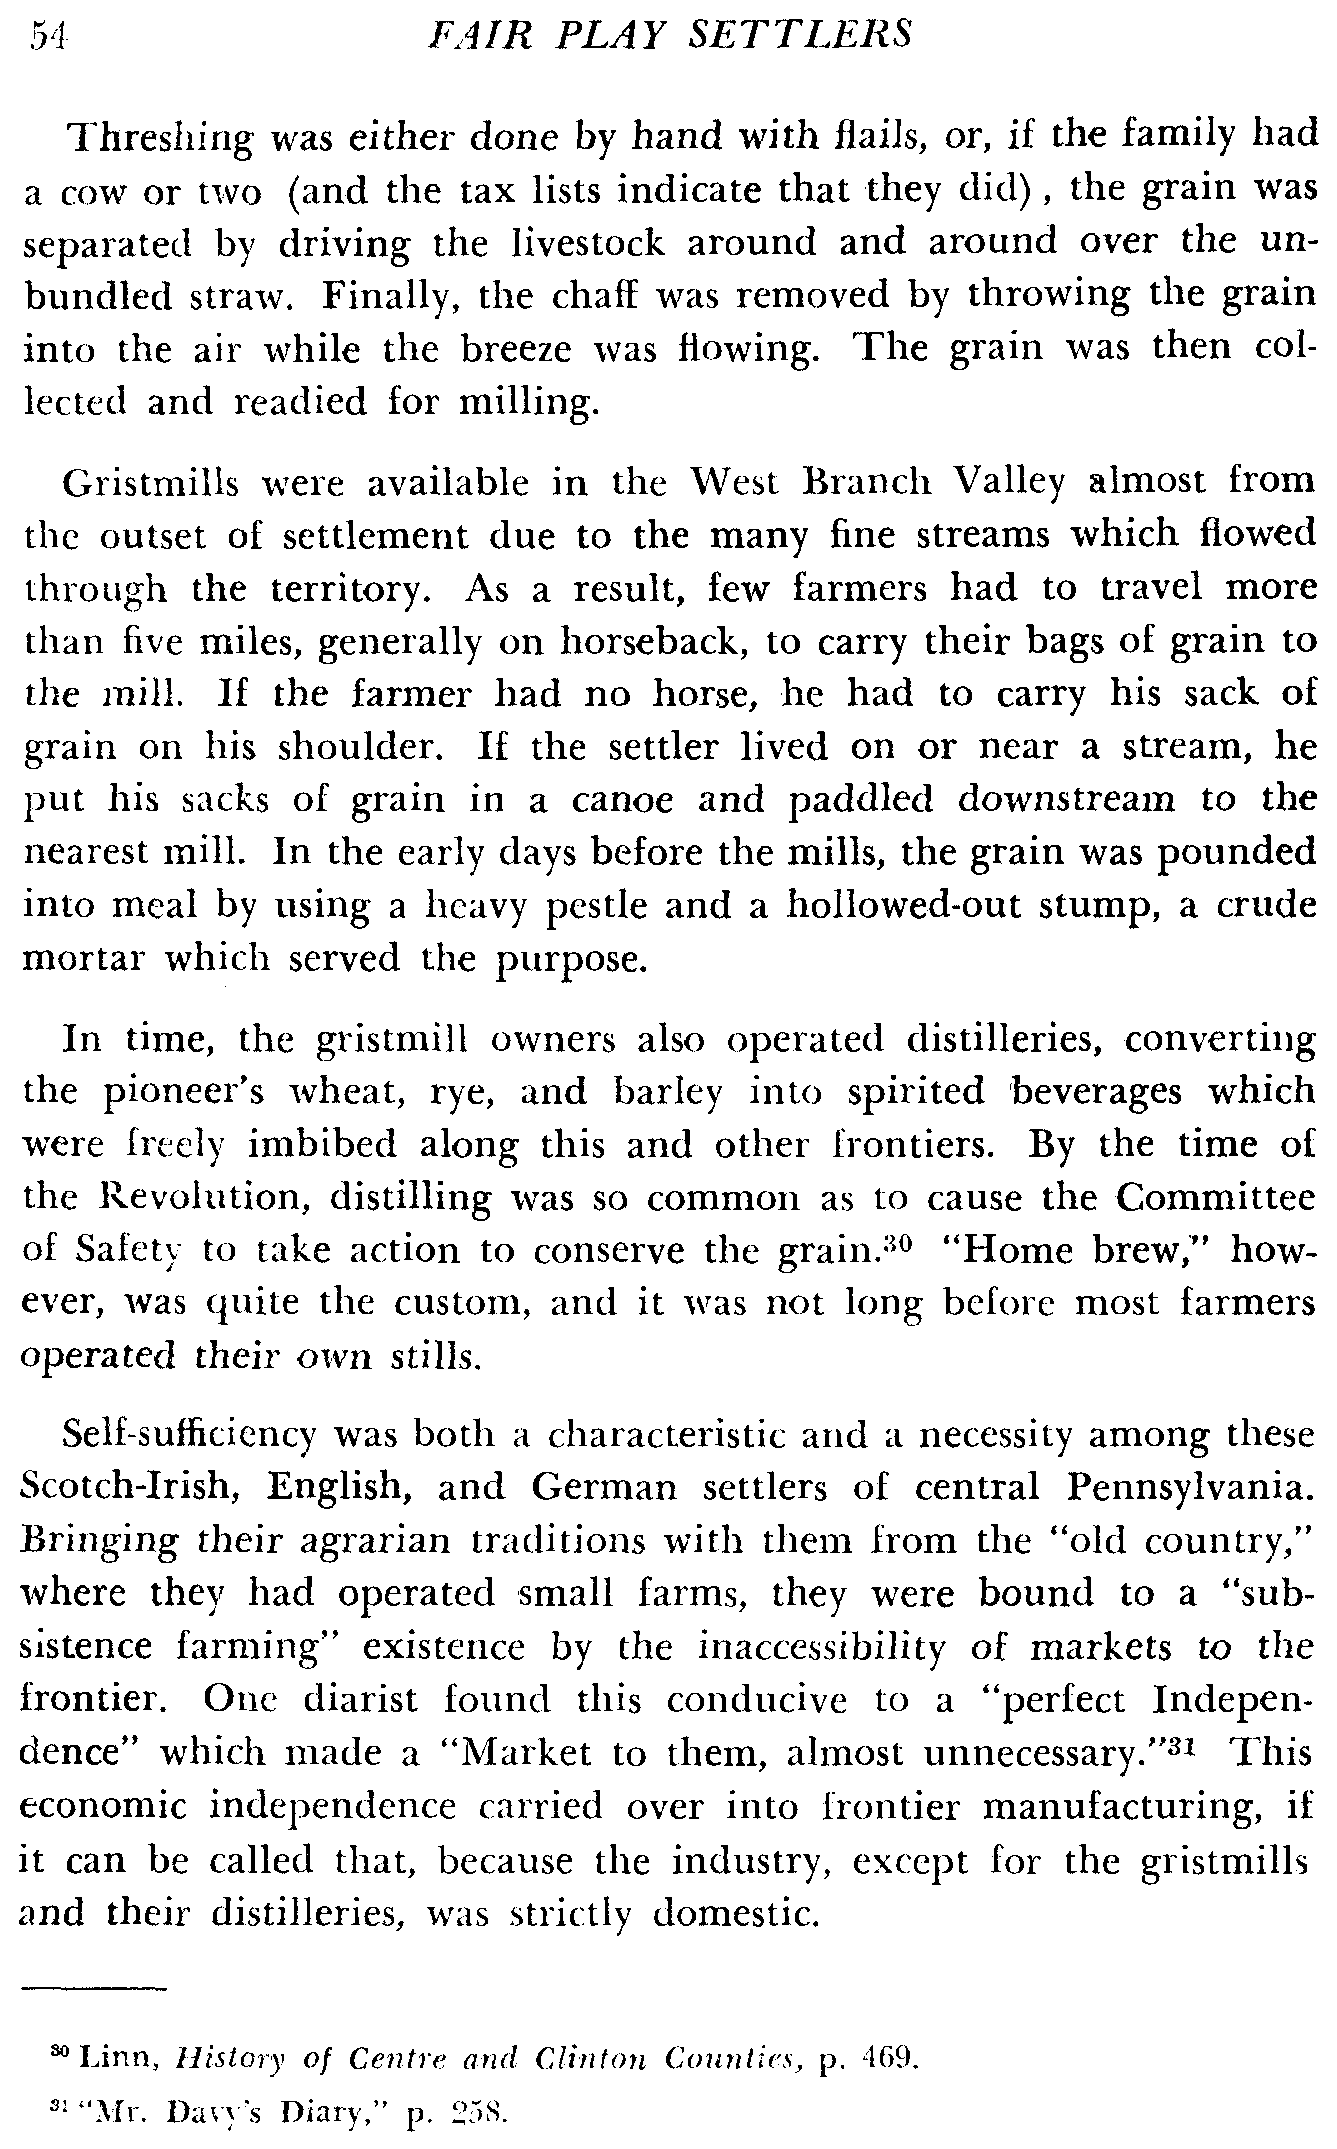 54 FAIR PLAY SETTLERS
Threshing was either done by hand with flails, or, if the family had
a cow or two (and the tax lists indicate that they did), the grain was
separated by driving the livestock around and around over the un-
bundled straw. Finally, the chaff was removed by throwing the grain
into the air while the breeze was flowing. The grain was then col-
lected and readied for milling.
Gristmills were available in the West Branch Valley almost from
the outset of settlement due to the many fine streams which flowed
through the territory. As a result, few farmers had to travel more
than five miles, generally on horseback, to carry their bags of grain to
the mill. If the farmer had no horse, he had to carry his sack of
grain on his shoulder. If the settler lived on or near a stream, he
put his sacks of grain in a canoe and paddled downstream to the
nearest mill. In the early days before the mills, the grain was pounded
into meal by using a heavy pestle and a hollowed-out stump, a crude
mortar which served the purpose.
In time, the gristmill owners also operated distilleries, converting
the pioneer's wheat, rye, and barley into spirited beverages which
were freely imbibed along this and other frontiers. By the time of
the Revolution, distilling was so common as to cause the Committee
of Safety to take action to conserve the grain.³⁰ "Home brew," how-
ever, was quite the custom, and it was not long before most farmers
operated their own stills.
Self-sufficiency was both a characteristic and a necessity among these
Scotch-Irish, English, and German settlers of central Pennsylvania.
Bringing their agrarian traditions with them from the "old country,"
where they had operated small farms, they were bound to a "sub-
sistence farming" existence by the inaccessibility of markets to the
frontier. One diarist found this conducive to a "perfect Indepen-
dence" which made a "Market to them, almost unnecessary."³¹ This
economic independence carried over into frontier manufacturing, if
it can be called that, because the industry, except for the gristmills
and their distilleries, was strictly domestic.
³⁰ Linn, History of Centre and Clinton Counties, p. 469.
³¹ "Mr. Davy's Diary," p. 258.